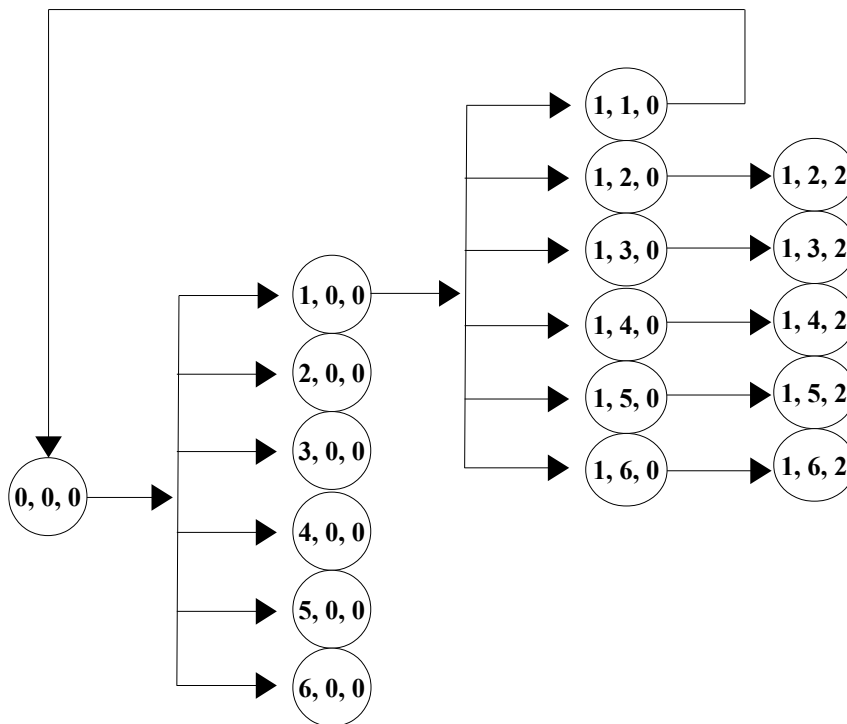 0, 0, 0
1, 0, 0
2, 0, 0
3, 0, 0
4, 0, 0
5, 0, 0
6, 0, 0
1, 1, 0
1, 2, 0
1, 3, 0
1, 4, 0
1, 5, 0
1, 6, 0
1, 2, 2
1, 3, 2
1, 4, 2
1, 5, 2
1, 6, 2